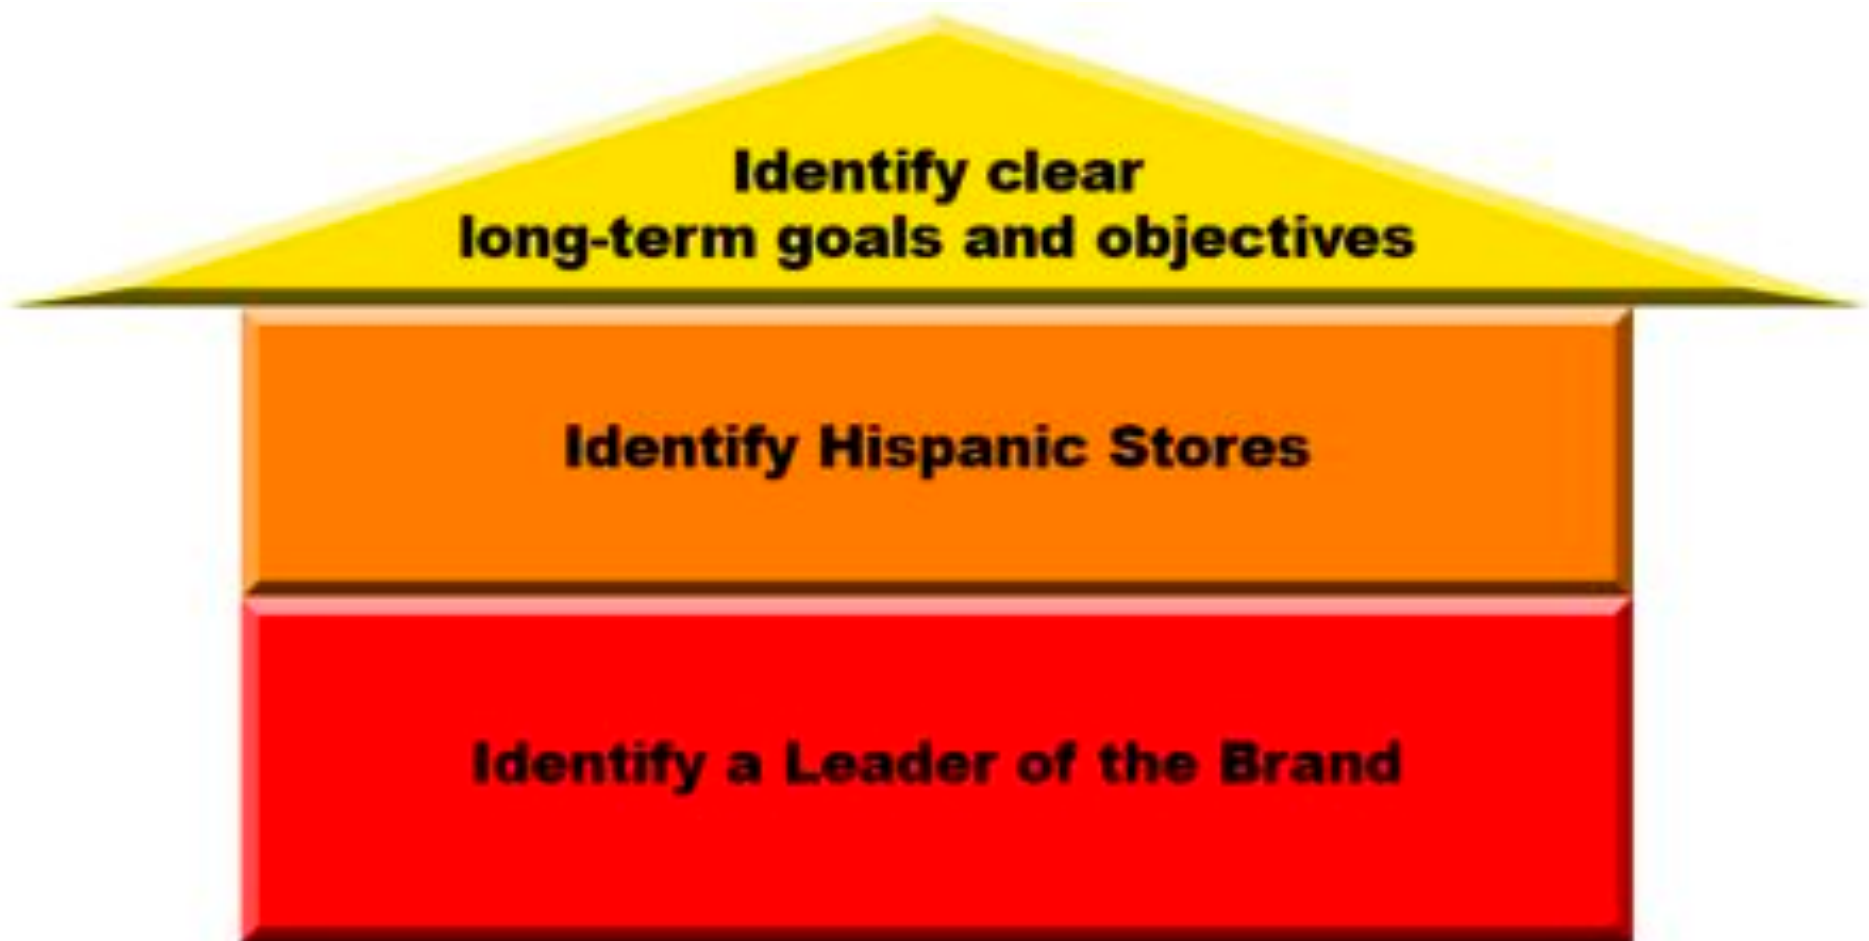 Identify clear
long-term goals and objectives
Identify Hispanic Stores
Identify a Leader of the Brand